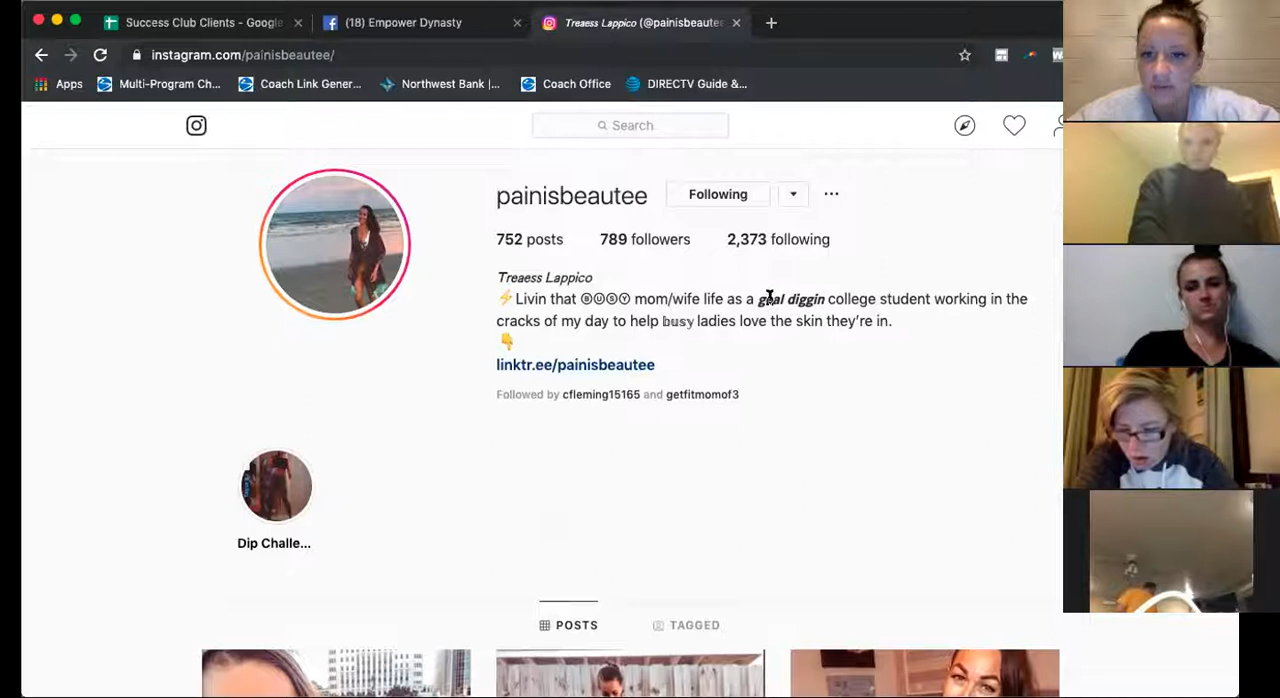 Success Club Clients - Google
(18) Empower Dynasty
Treaess Lappico (@painisbeautee
instagram.com/painisbeautee/
Apps
Multi-Program Ch...
Coach Link Gener...
Northwest Bank |...
Coach Office
DIRECTV Guide &...
Search
painisbeautee
Following
752 posts
789 followers
2,373 following
Treaess Lappico
⚡Livin that ⒷⓊⓈⓎ mom/wife life as a goal diggin college student working in the
cracks of my day to help 𝕓𝕦𝕤𝕪 ladies love the skin they’re in.
👇
linktr.ee/painisbeautee
Followed by cfleming15165 and getfitmomof3
Dip Challe...
POSTS
TAGGED